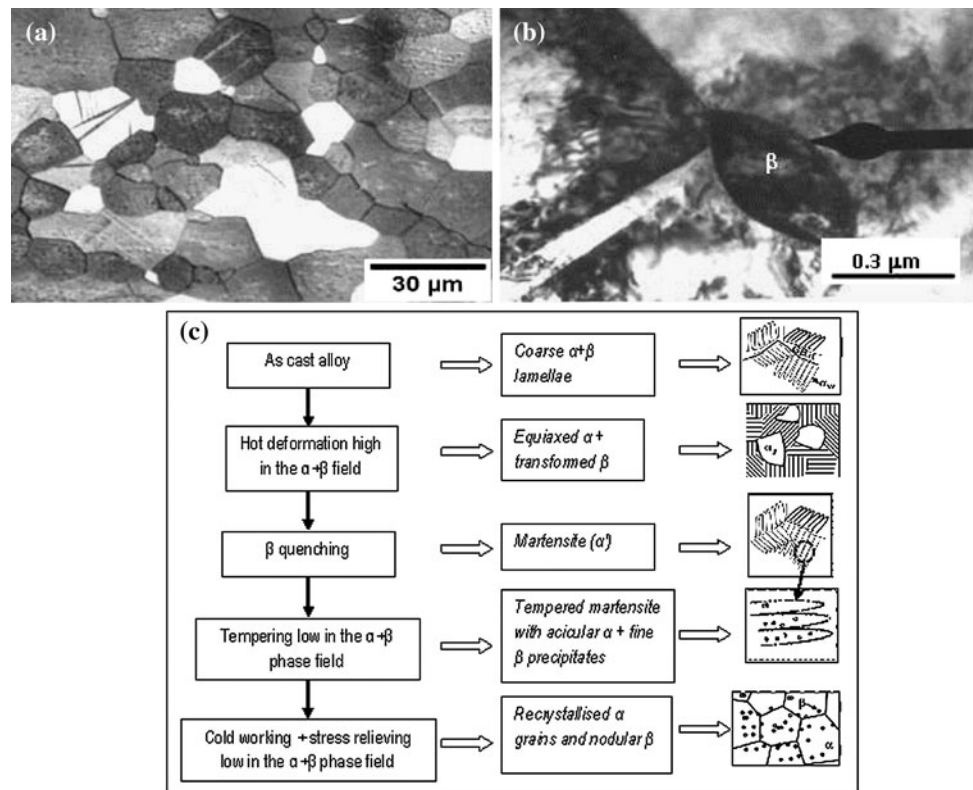 (a)
30 µm
(b)
β
0.3 µm
(c)
As cast alloy
Coarse α+β
lamellae
Hot deformation high
in the α+β field
Equiaxed α +
transformed β
β quenching
Martensite (α')
Tempering low in the α+β
phase field
Tempered martensite
with acicular α + fine
β precipitates
Cold working +stress relieving
low in the α+β phase field
Recrystallised α
grains and nodular β
β
α